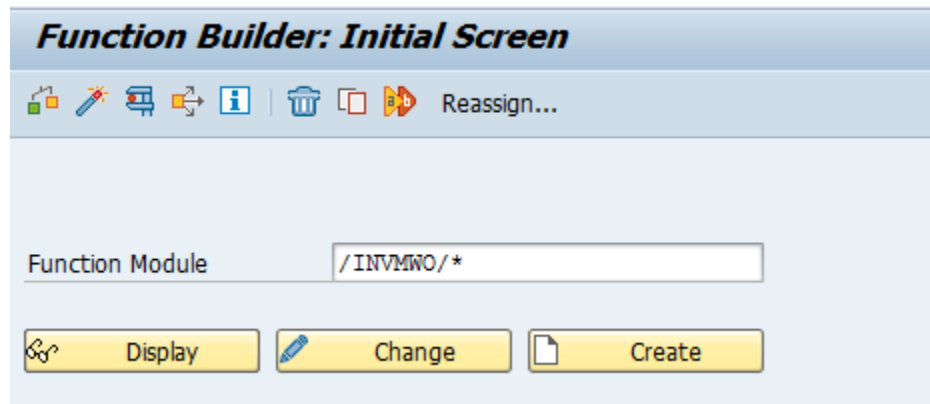 Function Builder: Initial Screen
Reassign...
Function Module /INVMWO/*
Display Change Create